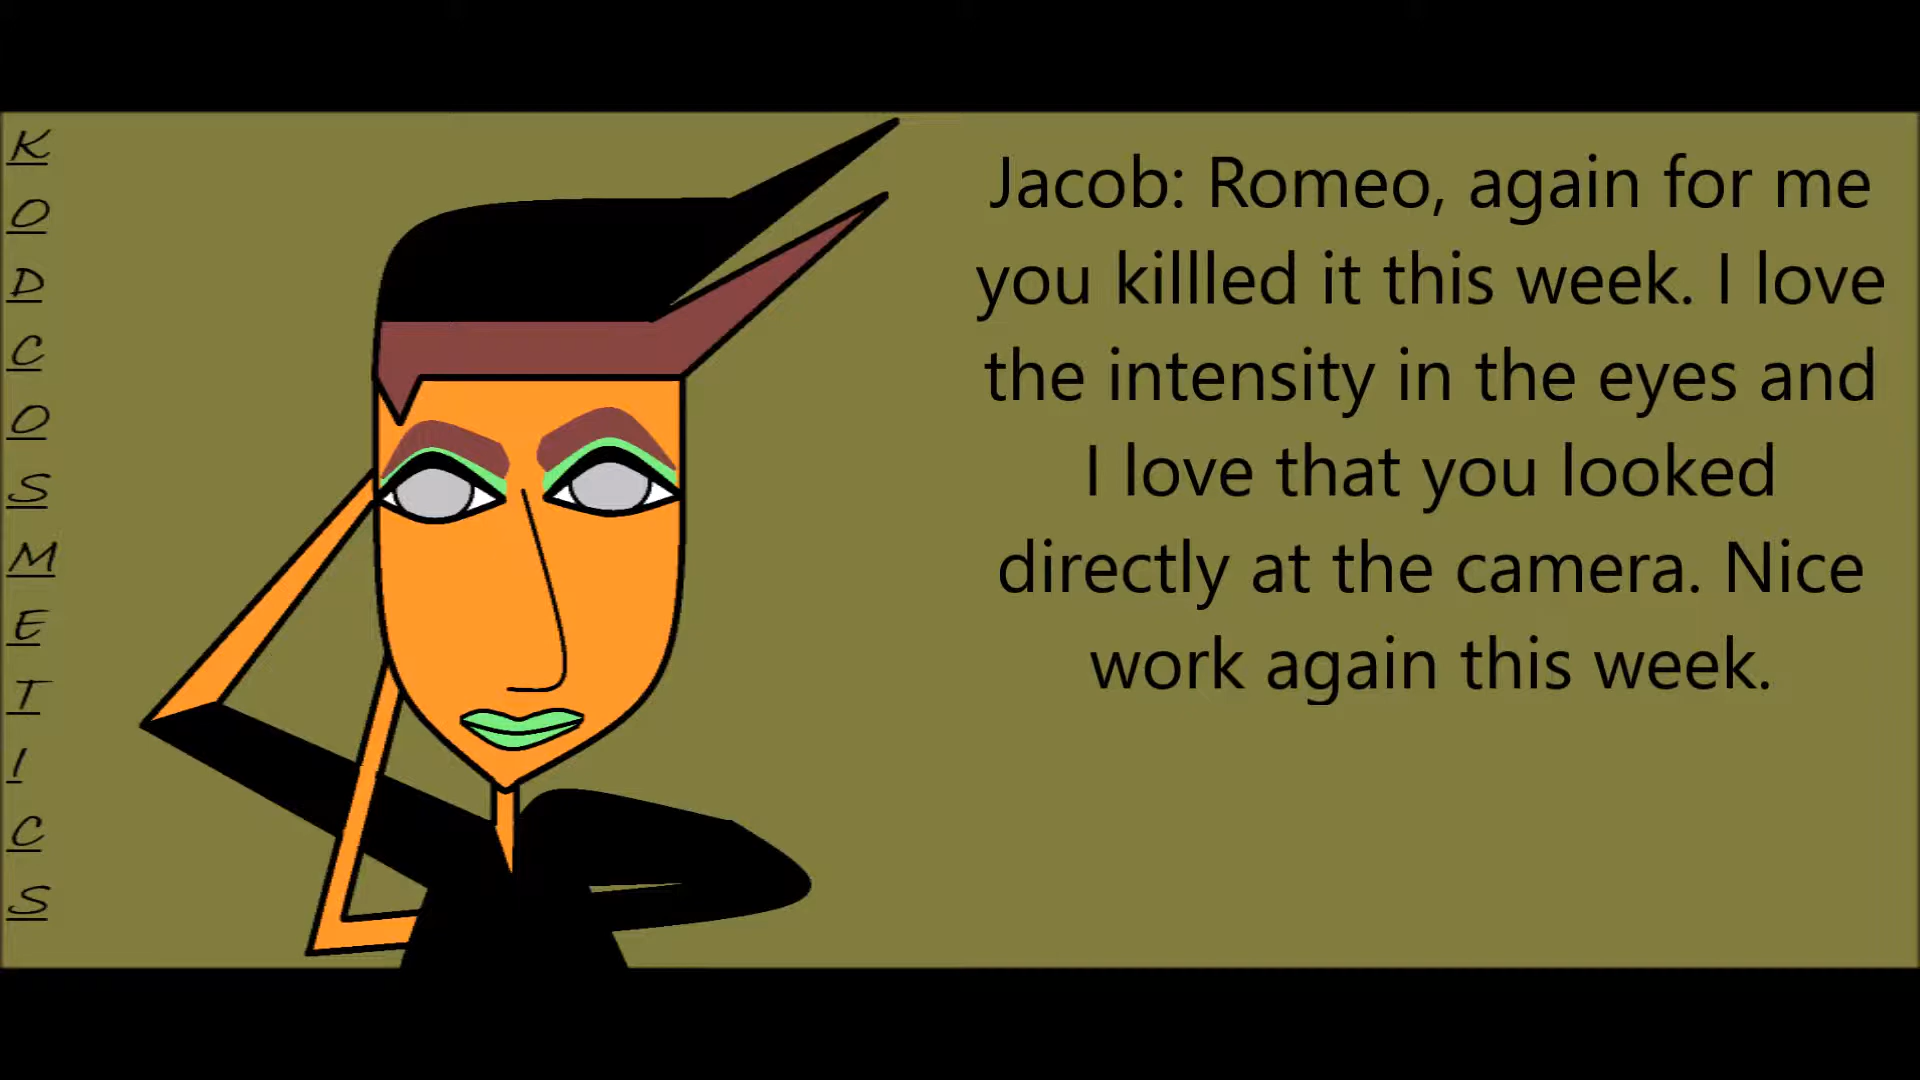 K
O
D
C
O
S
M
E
T
I
C
S
Jacob: Romeo, again for me
you killled it this week. I love
the intensity in the eyes and
I love that you looked
directly at the camera. Nice
work again this week.